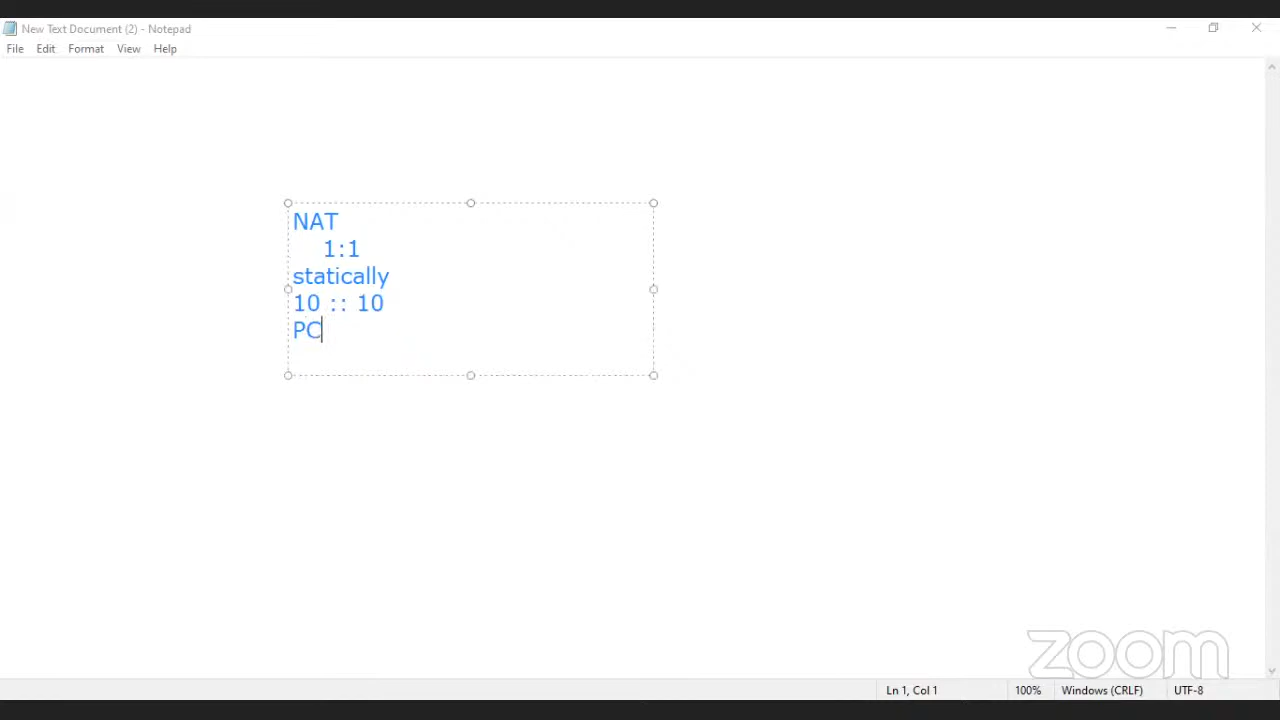 New Text Document (2) - Notepad
File Edit Format View Help
NAT
1:1
statically
10 :: 10
PC
zoom
Ln 1, Col 1 100% Windows (CRLF) UTF-8